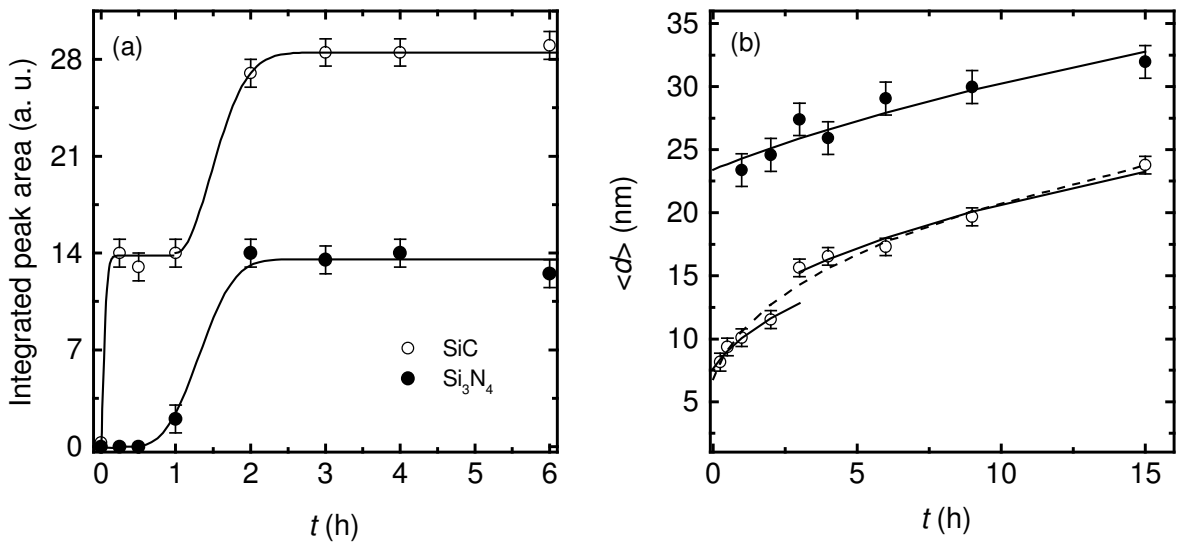 (a)
Integrated peak area (a. u.)
28
21
14
7
0
SiC
Si₃N₄
0 1 2 3 4 5 6
t (h)
(b)
<d> (nm)
35
30
25
20
15
10
5
0 5 10 15
t (h)